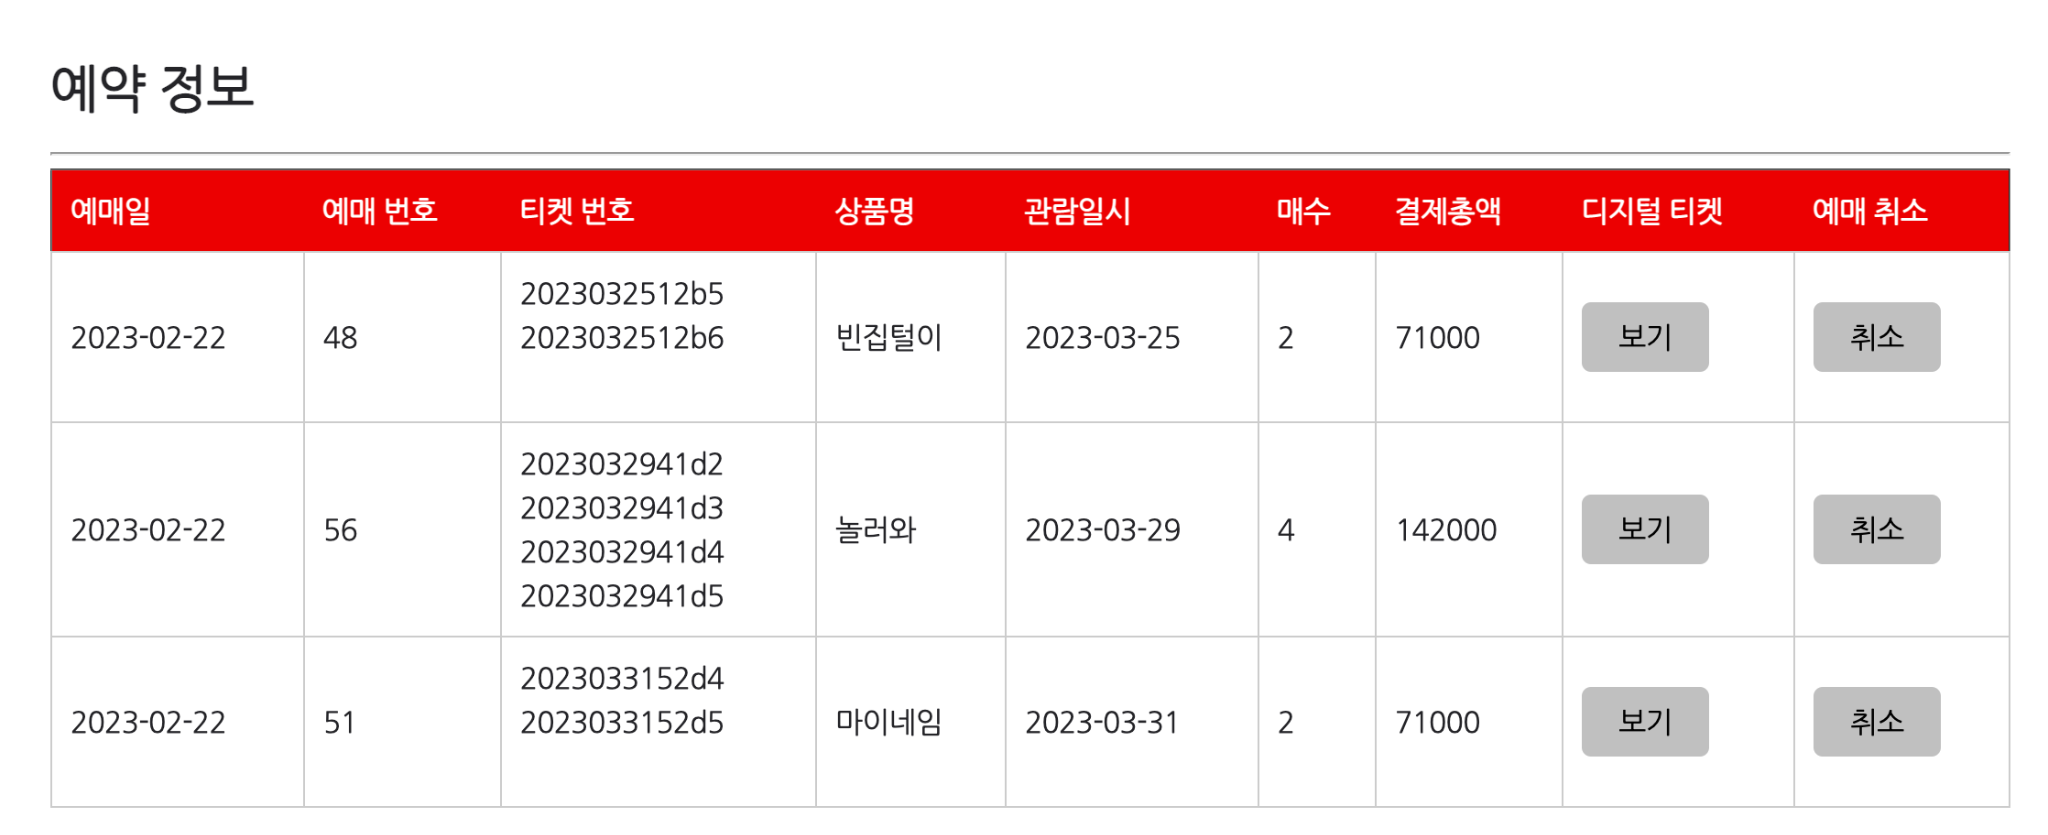 예약 정보
예매일 예매 번호 티켓 번호 상품명 관람일시 매수 결제총액 디지털 티켓 예매 취소
2023-02-22 48 2023032512b5
2023032512b6 빈집털이 2023-03-25 2 71000 보기 취소
2023-02-22 56 2023032941d2
2023032941d3
2023032941d4
2023032941d5 놀러와 2023-03-29 4 142000 보기 취소
2023-02-22 51 2023033152d4
2023033152d5 마이네임 2023-03-31 2 71000 보기 취소